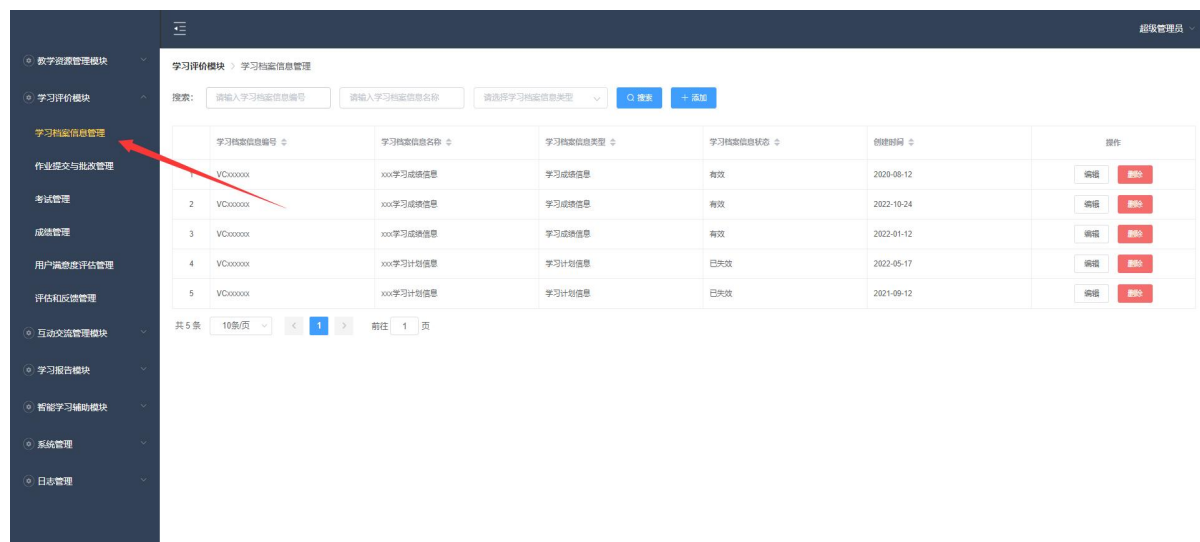 超级管理员
教学资源管理模块
学习评价模块
学习档案信息管理
作业提交与批改管理
考试管理
成绩管理
用户满意度评估管理
评估和反馈管理
互动交流管理模块
学习报告模块
智能学习辅助模块
系统管理
日志管理
学习评价模块 > 学习档案信息管理
搜索: 请输入学习档案信息编号 请输入学习档案信息名称 请选择学习档案信息类型 搜索 + 添加
学习档案信息编号 学习档案信息名称 学习档案信息类型 学习档案信息状态 创建时间 操作
1 VCxxxxxx xxx学习成绩信息 学习成绩信息 有效 2020-08-12 编辑 删除
2 VCxxxxxx xxx学习成绩信息 学习成绩信息 有效 2022-10-24 编辑 删除
3 VCxxxxxx xxx学习成绩信息 学习成绩信息 有效 2022-01-12 编辑 删除
4 VCxxxxxx xxx学习计划信息 学习计划信息 已失效 2022-05-17 编辑 删除
5 VCxxxxxx xxx学习计划信息 学习计划信息 已失效 2021-09-12 编辑 删除
共 5 条 10条/页 < 1 > 前往 1 页